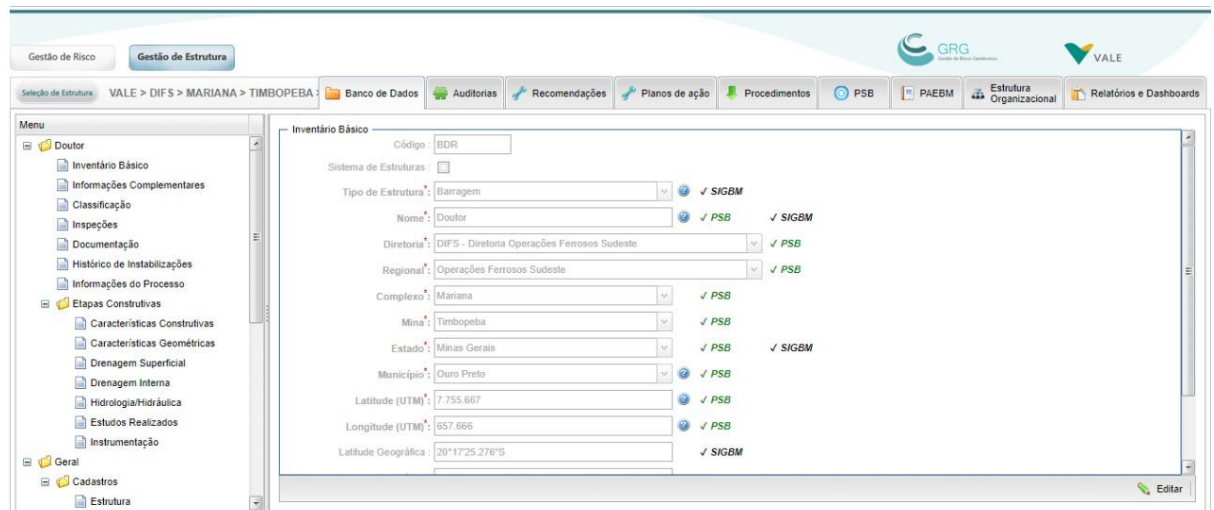 Gestão de Risco Gestão de Estrutura GRG VALE
Seleção de Estrutura VALE > DIFS > MARIANA > TIMBOPEBA > Banco de Dados Auditorias Recomendações Planos de ação Procedimentos PSB PAEBM Estrutura Organizacional Relatórios e Dashboards
Menu
Doutor
Inventário Básico
Informações Complementares
Classificação
Inspeções
Documentação
Histórico de Instabilizações
Informações do Processo
Etapas Construtivas
Características Construtivas
Características Geométricas
Drenagem Superficial
Drenagem Interna
Hidrologia/Hidráulica
Estudos Realizados
Instrumentação
Geral
Cadastros
Estrutura
Inventário Básico
Código : BDR
Sistema de Estruturas :
Tipo de Estrutura*: Barragem ✓ SIGBM
Nome*: Doutor ✓ PSB ✓ SIGBM
Diretoria*: DIFS - Diretoria Operações Ferrosos Sudeste ✓ PSB
Regional*: Operações Ferrosos Sudeste ✓ PSB
Complexo*: Mariana ✓ PSB
Mina*: Timbopeba ✓ PSB
Estado*: Minas Gerais ✓ PSB ✓ SIGBM
Município*: Ouro Preto ✓ PSB
Latitude (UTM)*: 7.755.667 ✓ PSB
Longitude (UTM)*: 657.666 ✓ PSB
Latitude Geográfica : 20°17'25.276"S ✓ SIGBM
Editar